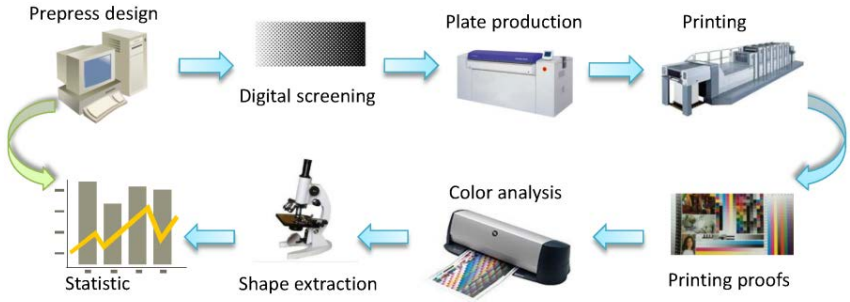 Prepress design
Digital screening
Plate production
Printing
Printing proofs
Color analysis
Shape extraction
Statistic